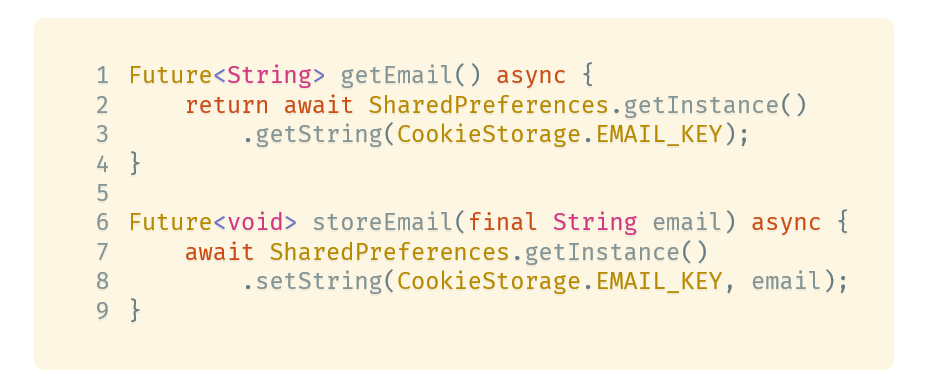 1 Future<String> getEmail() async {
2     return await SharedPreferences.getInstance()
3         .getString(CookieStorage.EMAIL_KEY);
4 }
5
6 Future<void> storeEmail(final String email) async {
7     await SharedPreferences.getInstance()
8         .setString(CookieStorage.EMAIL_KEY, email);
9 }